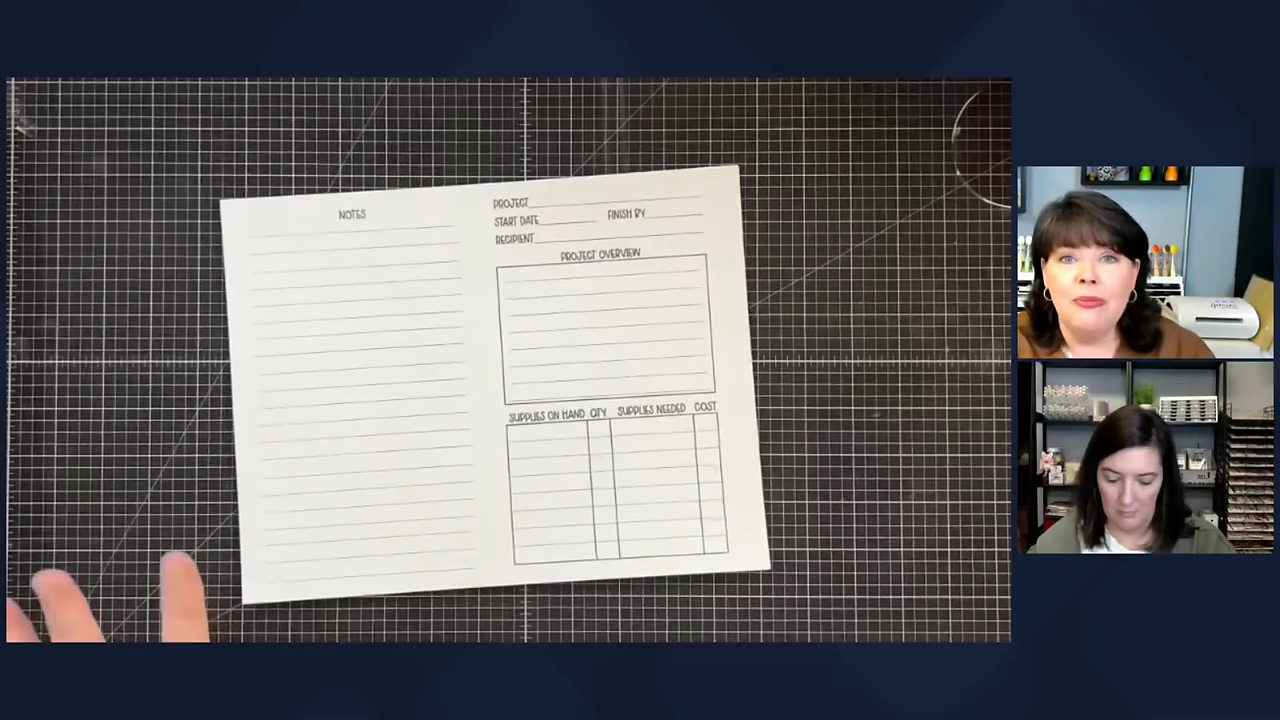 NOTES
PROJECT
START DATE FINISH BY
RECIPIENT
PROJECT OVERVIEW
SUPPLIES ON HAND QTY SUPPLIES NEEDED COST